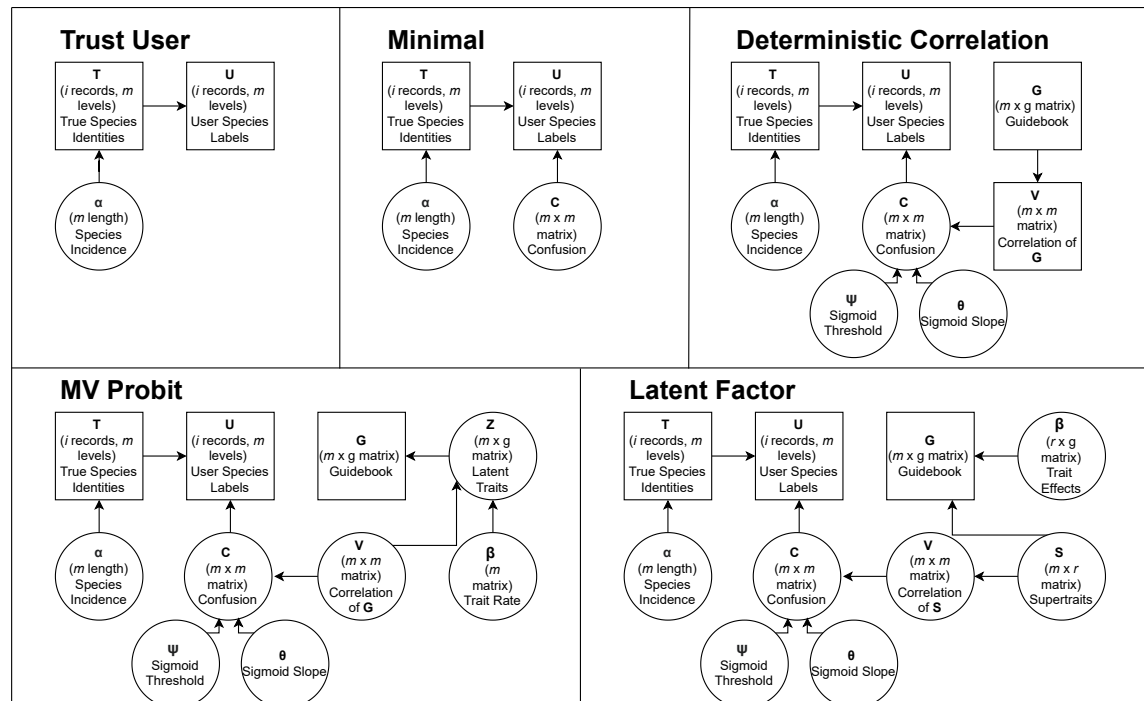 Trust User
T
(i records, m
levels)
True Species
Identities
U
(i records, m
levels)
User Species
Labels
α
(m length)
Species
Incidence
Minimal
T
(i records, m
levels)
True Species
Identities
U
(i records, m
levels)
User Species
Labels
α
(m length)
Species
Incidence
C
(m x m
matrix)
Confusion
Deterministic Correlation
T
(i records, m
levels)
True Species
Identities
U
(i records, m
levels)
User Species
Labels
G
(m x g matrix)
Guidebook
α
(m length)
Species
Incidence
C
(m x m
matrix)
Confusion
V
(m x m
matrix)
Correlation of
G
Ψ
Sigmoid
Threshold
θ
Sigmoid Slope
MV Probit
T
(i records, m
levels)
True Species
Identities
U
(i records, m
levels)
User Species
Labels
G
(m x g matrix)
Guidebook
Z
(m x g
matrix)
Latent
Traits
α
(m length)
Species
Incidence
C
(m x m
matrix)
Confusion
V
(m x m
matrix)
Correlation
of G
β
(m
matrix)
Trait Rate
Ψ
Sigmoid
Threshold
θ
Sigmoid Slope
Latent Factor
T
(i records, m
levels)
True Species
Identities
U
(i records, m
levels)
User Species
Labels
G
(m x g matrix)
Guidebook
β
(r x g
matrix)
Trait
Effects
α
(m length)
Species
Incidence
C
(m x m
matrix)
Confusion
V
(m x m
matrix)
Correlation
of S
S
(m x r
matrix)
Supertraits
Ψ
Sigmoid
Threshold
θ
Sigmoid Slope